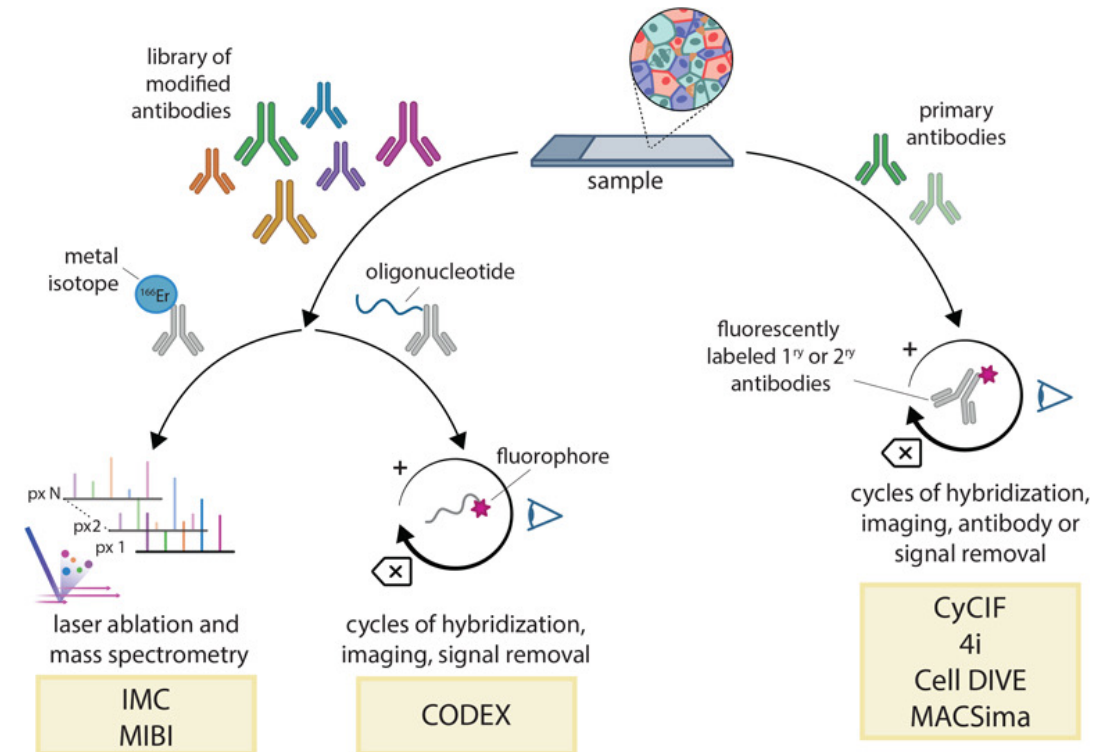 library of
modified
antibodies
sample
primary
antibodies
metal
isotope
¹⁶⁶Er
oligonucleotide
fluorescently
labeled 1ʳʸ or 2ʳʸ
antibodies
+
px N
px2
px 1
+
fluorophore
cycles of hybridization,
imaging, antibody or
signal removal
laser ablation and
mass spectrometry
cycles of hybridization,
imaging, signal removal
IMC
MIBI
CODEX
CyCIF
4i
Cell DIVE
MACSima